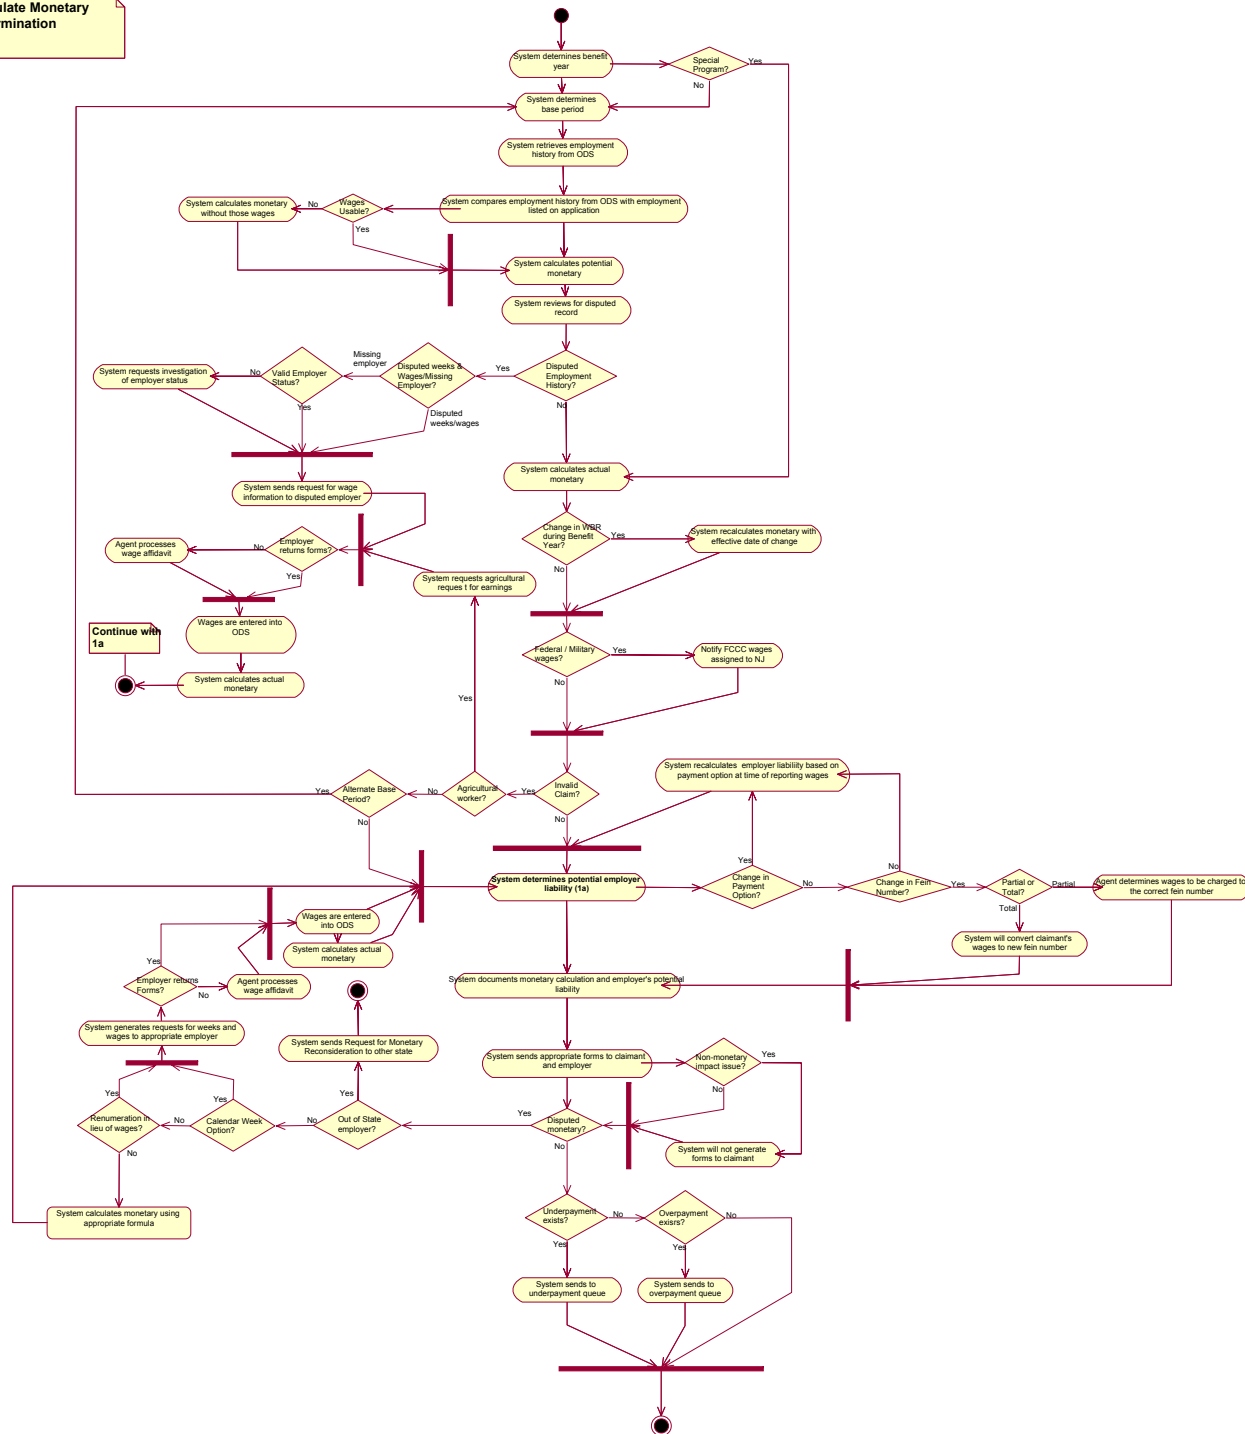 ulate Monetary
rmination
System detemines benefit
year
Special
Program?
Yes
No
System determines
base period
System retrieves employment
history from ODS
System calculates monetary
without those wages
No
Wages
Usable?
Yes
System compares employment history from ODS with employment
listed on application
System calculates potential
monetary
System reviews for disputed
record
System requests investigation
of employer status
No
Valid Employer
Status?
Yes
Missing
employer
Disputed weeks &
Wages/Missing
Employer?
Disputed
weeks/wages
Yes
Disputed
Employment
History?
No
System calculates actual
monetary
System sends request for wage
information to disputed employer
Agent processes
wage affidavit
No
Employer
returns forms?
Yes
Change in WBR
during Benefit
Year?
Yes
No
System recalculates monetary with
effective date of change
System requests agricultural
reques t for earnings
Wages are entered into
ODS
Continue with
1a
System calculates actual
monetary
Federal / Military
wages?
Yes
No
Notify FCCC wages
assigned to NJ
Yes
System recalculates  employer liabiliity based on
payment option at time of reporting wages
Yes
Alternate Base
Period?
No
No
Agricultural
worker?
Yes
Invalid
Claim?
No
System determines potential employer
liability (1a)
Yes
Change in
Payment
Option?
No
No
Change in Fein
Number?
Yes
Partial or
Total?
Partial
Total
Agent determines wages to be charged to
the correct fein number
System will convert claimant's
wages to new fein number
Wages are entered
into ODS
System calculates actual
monetary
Yes
Employer returns
Forms?
No
Agent processes
wage affidavit
System documents monetary calculation and employer's potential
liability
System generates requests for weeks and
wages to appropriate employer
System sends Request for Monetary
Reconsideration to other state
System sends appropriate forms to claimant
and employer
Non-monetary
impact issue?
Yes
No
Yes
Renumeration in
lieu of wages?
No
No
Yes
Calendar Week
Option?
No
Yes
Out of State
employer?
Yes
Disputed
monetary?
No
System will not generate
forms to claimant
System calculates monetary using
appropriate formula
Underpayment
exists?
No
Yes
Overpayment
exisrs?
No
Yes
System sends to
underpayment queue
System sends to
overpayment queue